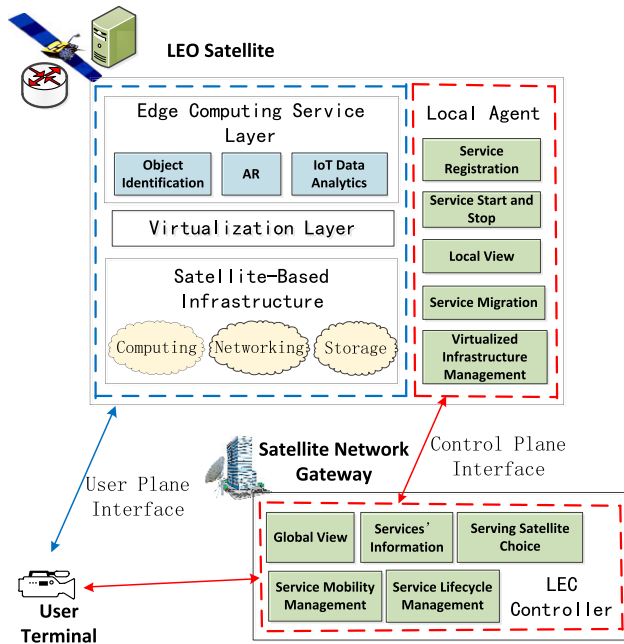 LEO Satellite
Edge Computing Service
Layer
Object
Identification
AR
IoT Data
Analytics
Virtualization Layer
Satellite-Based
Infrastructure
Computing
Networking
Storage
Local Agent
Service
Registration
Service Start and
Stop
Local View
Service Migration
Virtualized
Infrastructure
Management
User Plane
Interface
Control Plane
Interface
Satellite Network
Gateway
Global View
Services'
Information
Serving Satellite
Choice
Service Mobility
Management
Service Lifecycle
Management
LEC
Controller
User
Terminal